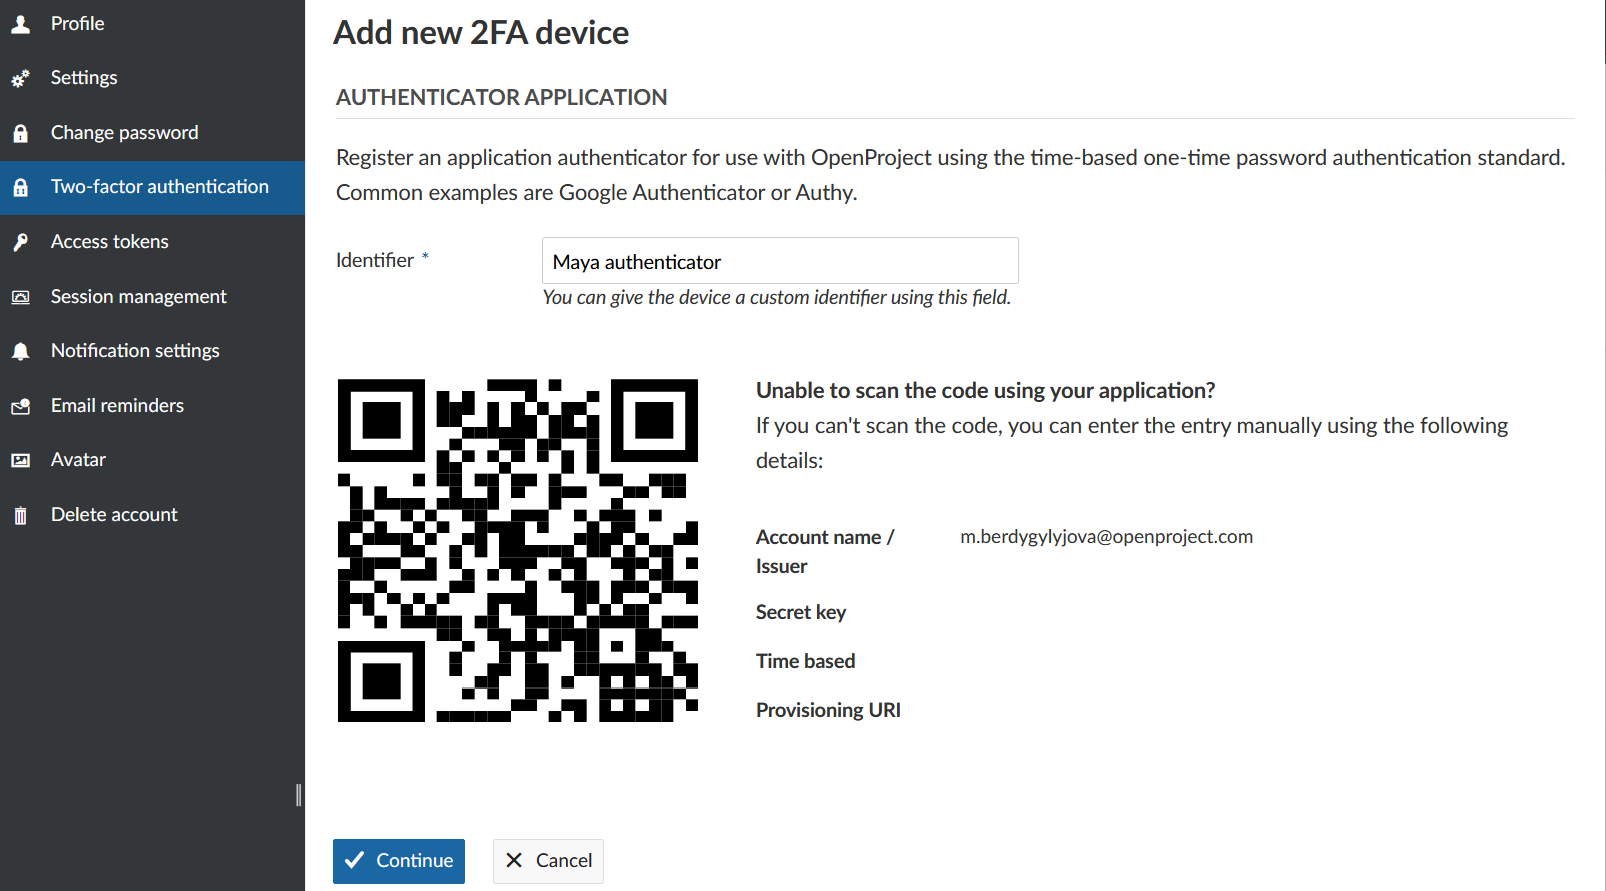 Profile
Settings
Change password
Two-factor authentication
Access tokens
Session management
Notification settings
Email reminders
Avatar
Delete account
Add new 2FA device
AUTHENTICATOR APPLICATION
Register an application authenticator for use with OpenProject using the time-based one-time password authentication standard.
Common examples are Google Authenticator or Authy.
Identifier *
Maya authenticator
You can give the device a custom identifier using this field.
Unable to scan the code using your application?
If you can't scan the code, you can enter the entry manually using the following
details:
Account name /
Issuer
m.berdygylyjova@openproject.com
Secret key
Time based
Provisioning URI
Continue
Cancel